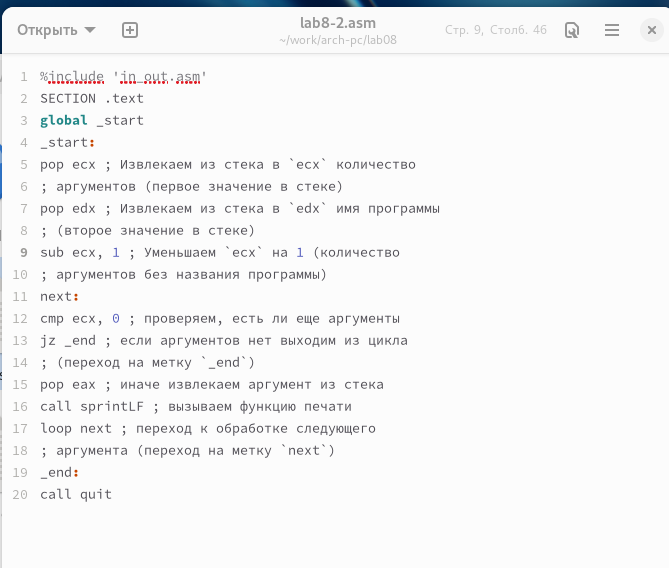 Открыть
lab8-2.asm
~/work/arch-pc/lab08
Стр. 9, Столб. 46
1 %include 'in_out.asm'
2 SECTION .text
3 global _start
4 _start:
5 pop ecx ; Извлекаем из стека в `ecx` количество
6 ; аргументов (первое значение в стеке)
7 pop edx ; Извлекаем из стека в `edx` имя программы
8 ; (второе значение в стеке)
9 sub ecx, 1 ; Уменьшаем `ecx` на 1 (количество
10 ; аргументов без названия программы)
11 next:
12 cmp ecx, 0 ; проверяем, есть ли еще аргументы
13 jz _end ; если аргументов нет выходим из цикла
14 ; (переход на метку `_end`)
15 pop eax ; иначе извлекаем аргумент из стека
16 call sprintLF ; вызываем функцию печати
17 loop next ; переход к обработке следующего
18 ; аргумента (переход на метку `next`)
19 _end:
20 call quit